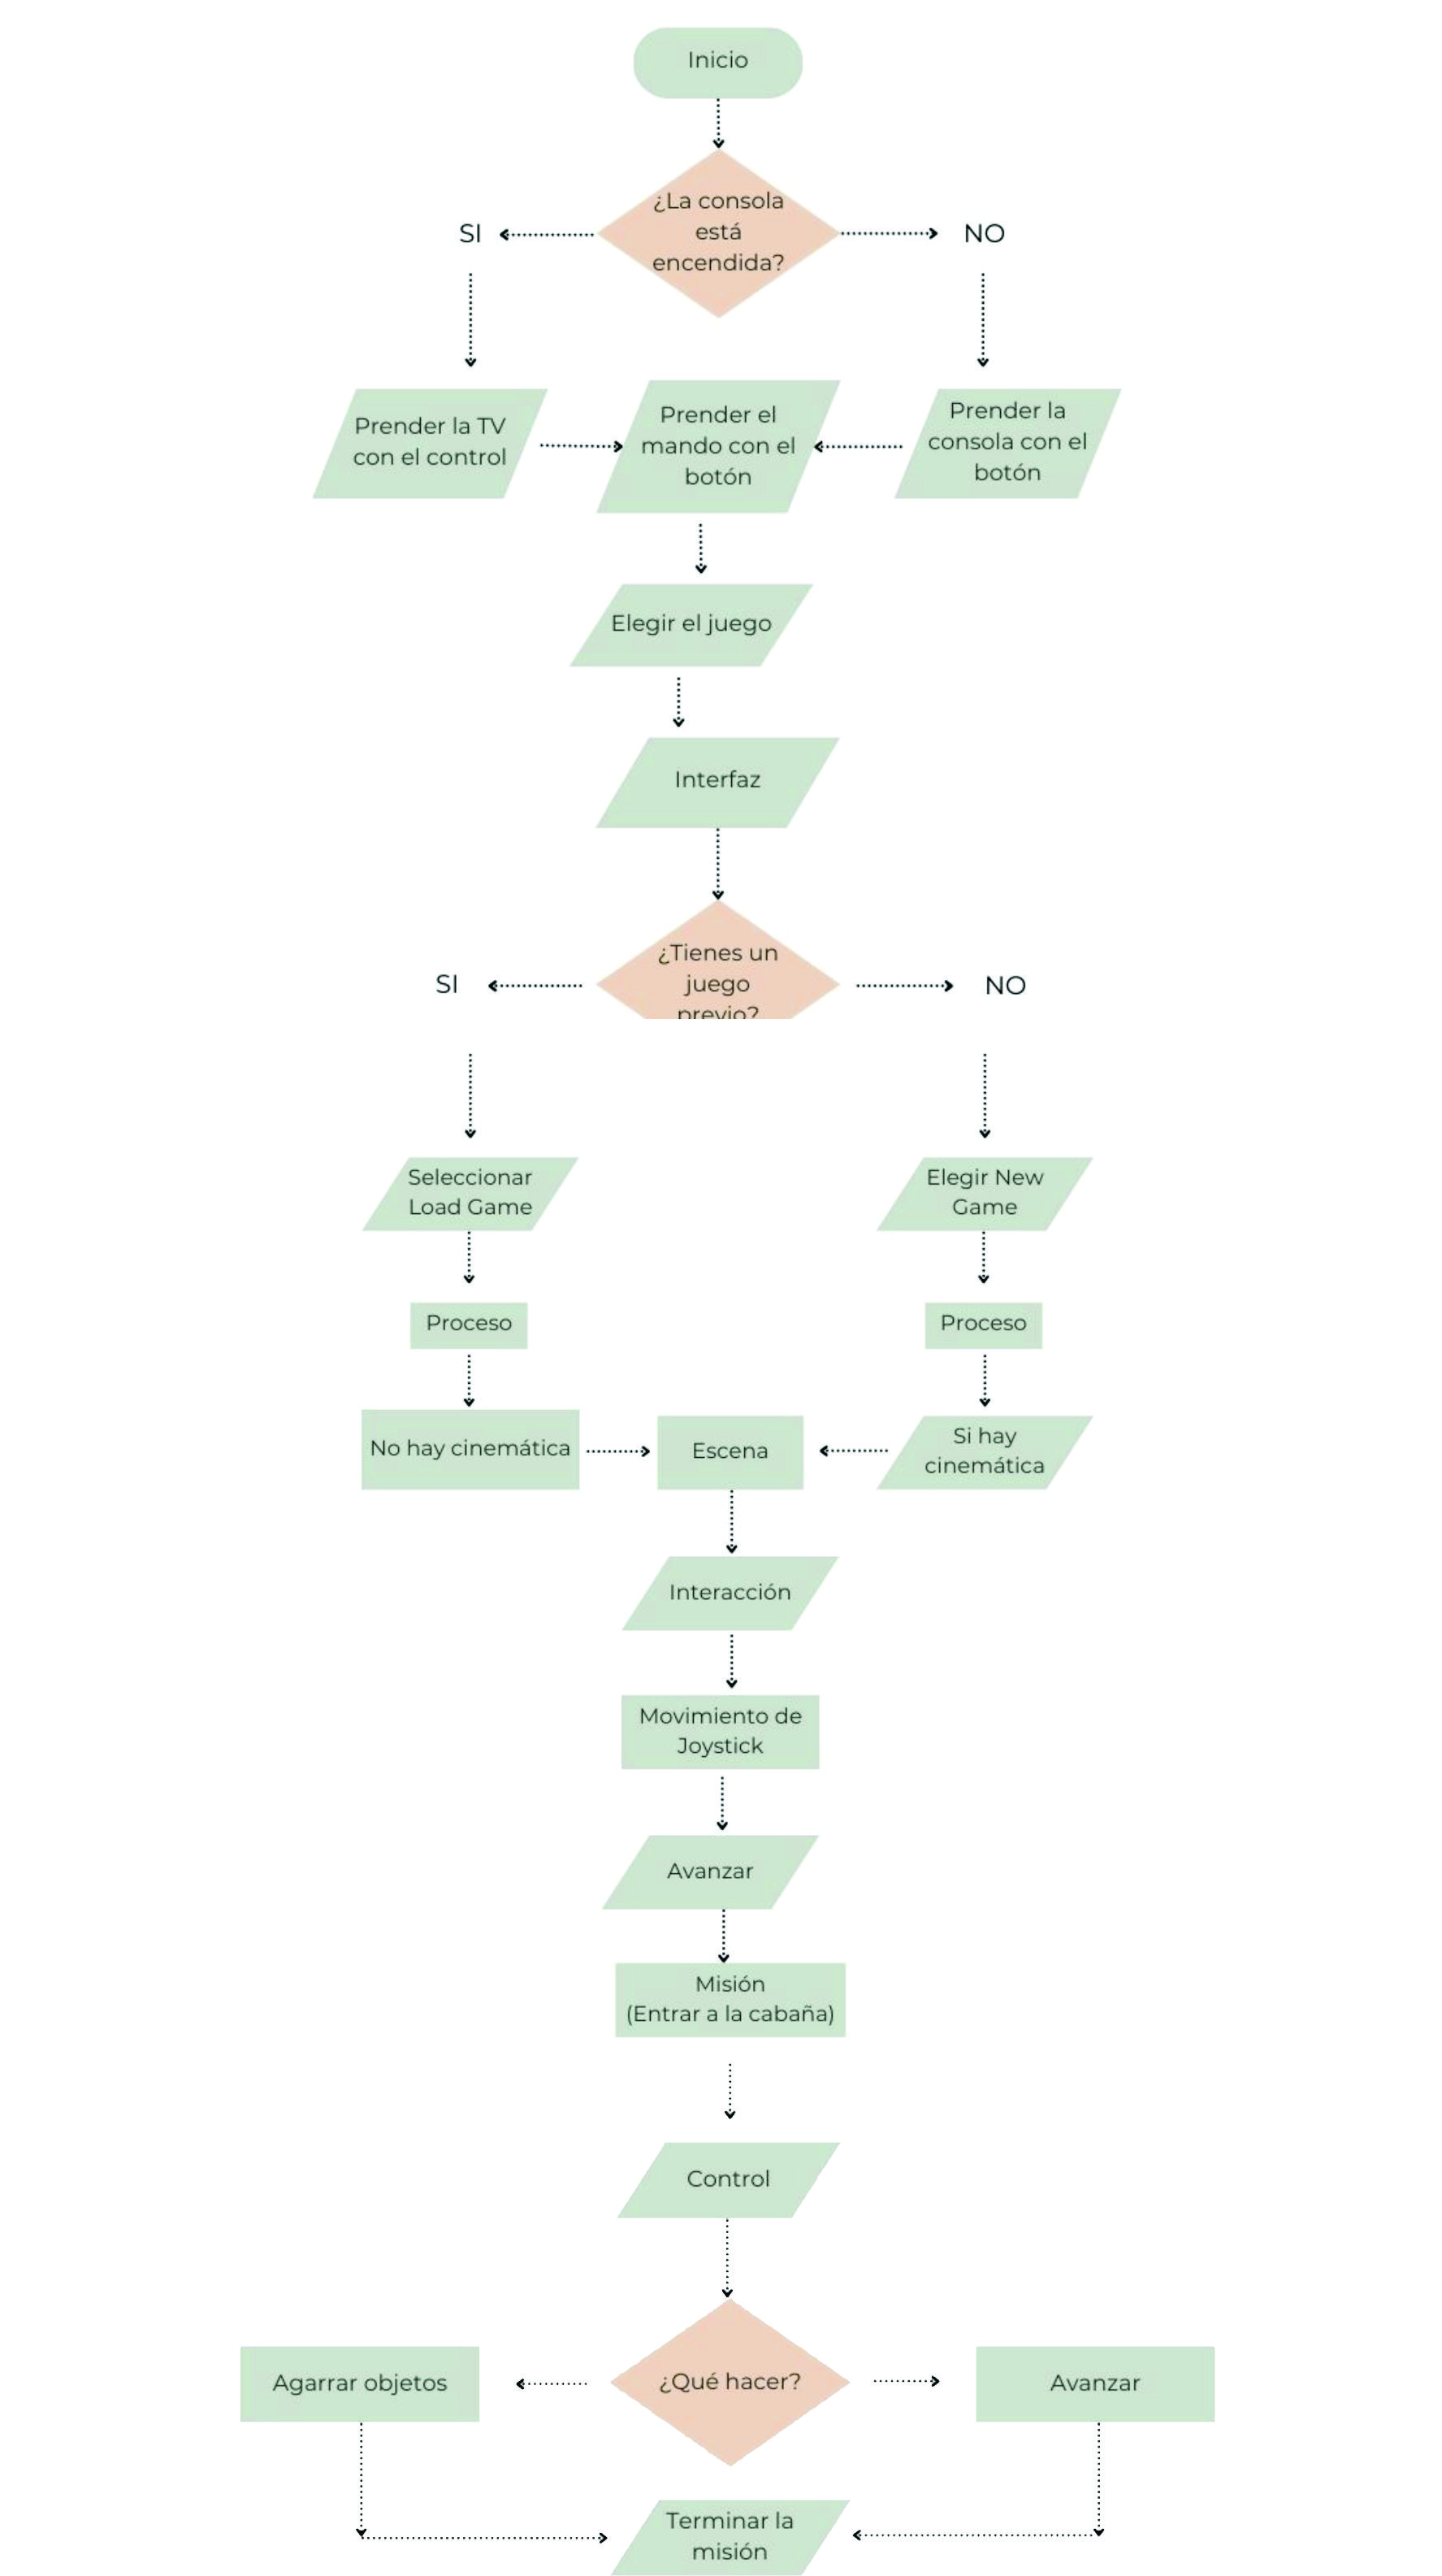 Inicio
¿La consola
está
encendida?
SI
NO
Prender la TV
con el control
Prender el
mando con el
botón
Prender la
consola con el
botón
Elegir el juego
Interfaz
¿Tienes un
juego
previo?
SI
NO
Seleccionar
Load Game
Elegir New
Game
Proceso
Proceso
No hay cinemática
Escena
Si hay
cinemática
Interacción
Movimiento de
Joystick
Avanzar
Misión
(Entrar a la cabaña)
Control
Agarrar objetos
¿Qué hacer?
Avanzar
Terminar la
misión